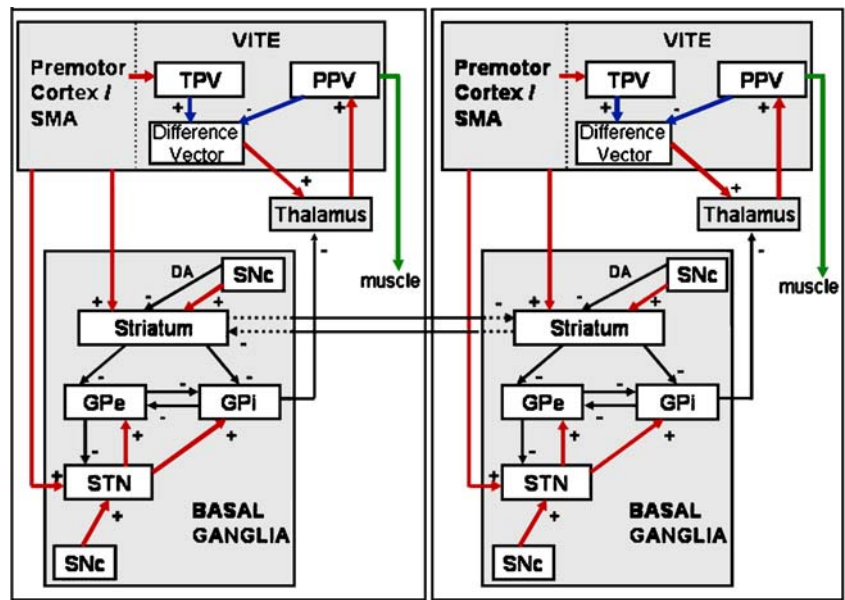 VITE
Premotor
Cortex /
SMA
TPV
PPV
+
-
+
Difference
Vector
+
Thalamus
-
muscle
DA
SNc
-
+
+
Striatum
-
-
-
-
GPe
-
GPi
-
-
+
+
+
STN
+
BASAL
GANGLIA
SNc
VITE
Premotor
Cortex /
SMA
TPV
PPV
+
-
+
Difference
Vector
+
Thalamus
-
muscle
DA
SNc
-
+
+
-
Striatum
-
-
GPe
-
GPi
-
-
+
+
+
STN
+
BASAL
GANGLIA
SNc